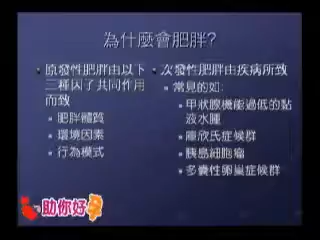 為什麼會肥胖?
原發性肥胖由以下
三種因子共同作用
而致
肥胖體質
環境因素
行為模式
次發性肥胖由疾病所致
常見的如:
甲狀腺機能過低的黏
液水腫
庫欣氏症候群
胰島細胞瘤
多囊性卵巢症候群
助你好孕